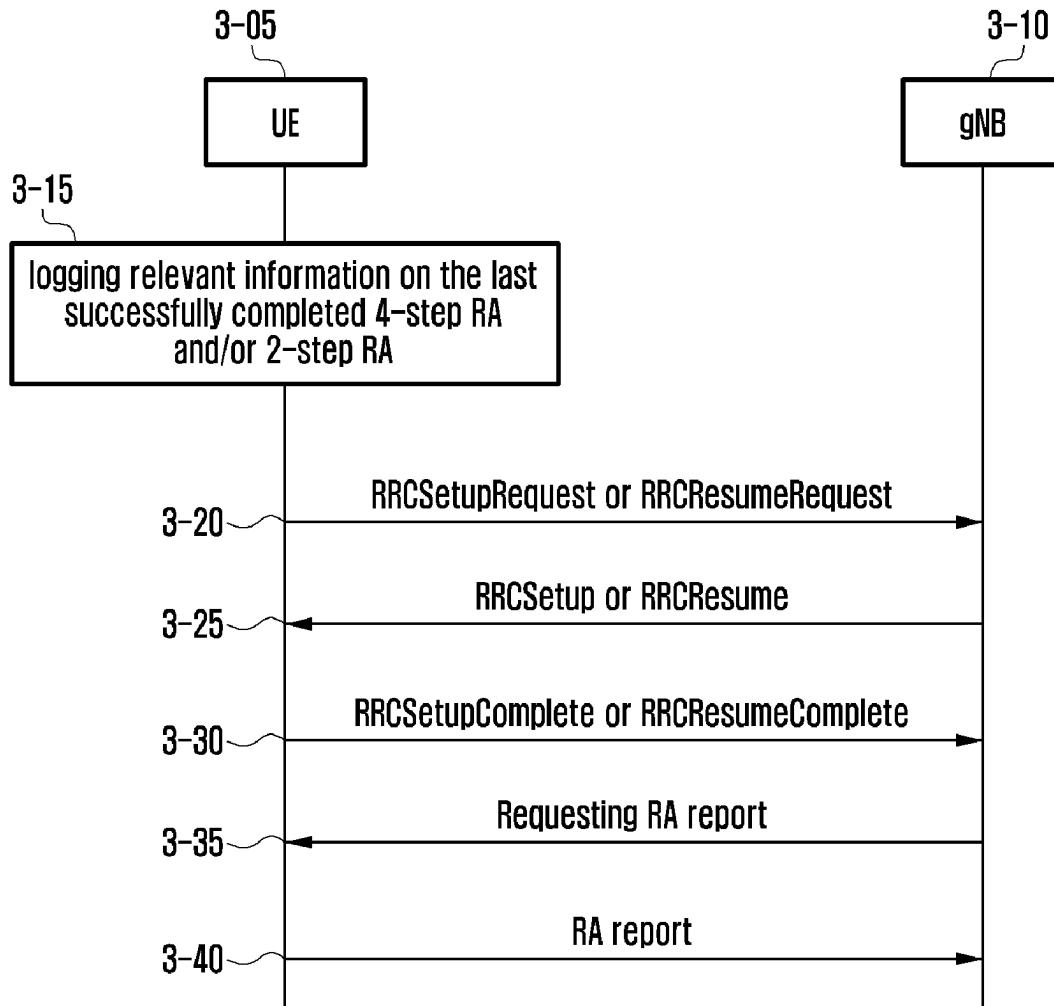 3-05
3-10
UE
gNB
3-15
logging relevant information on the last
successfully completed 4-step RA
and/or 2-step RA
RRCSetupRequest or RRCResumeRequest
3-20
RRCSetup or RRCResume
3-25
RRCSetupComplete or RRCResumeComplete
3-30
Requesting RA report
3-35
RA report
3-40